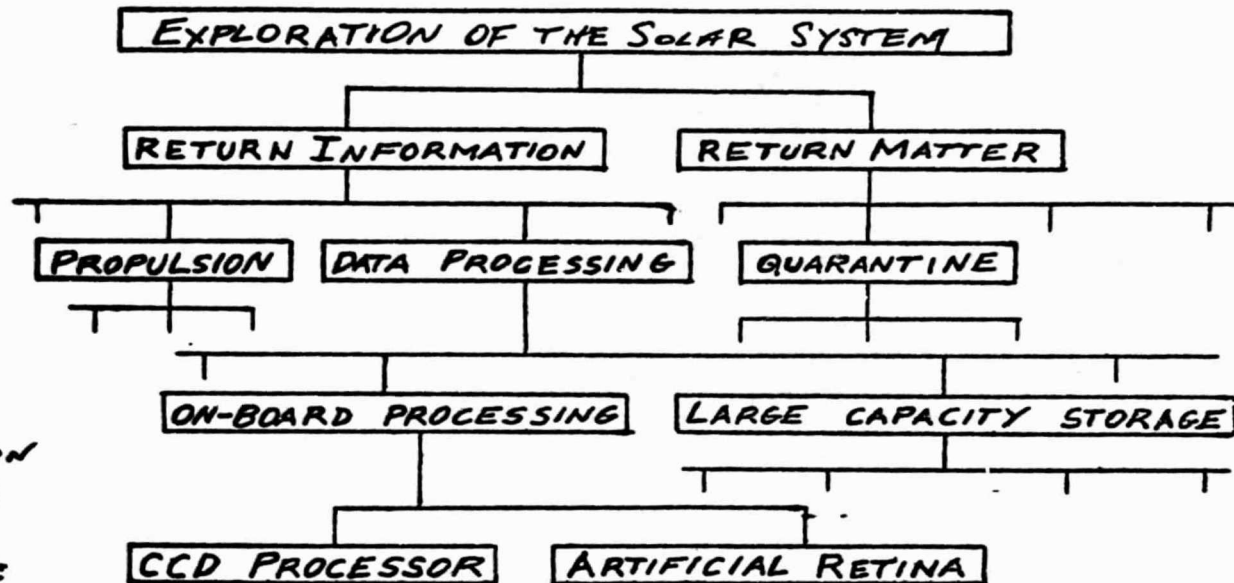 EXPLORATION OF THE SOLAR SYSTEM
RETURN INFORMATION
RETURN MATTER
PROPULSION
DATA PROCESSING
QUARANTINE
ON-BOARD PROCESSING
LARGE CAPACITY STORAGE
CCD PROCESSOR
ARTIFICIAL RETINA